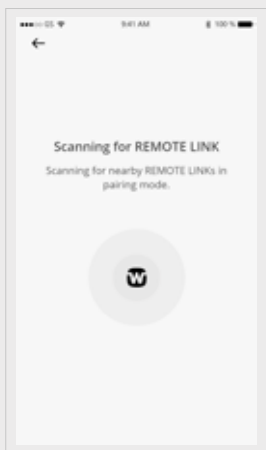 9:41 AM 100 %
Scanning for REMOTE LINK
Scanning for nearby REMOTE LINKs in
pairing mode.
W